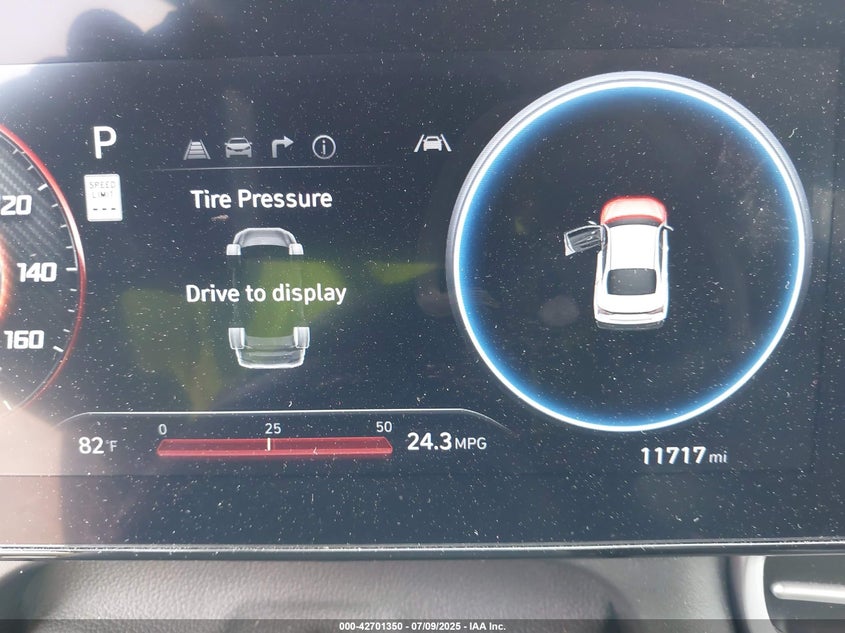 P
SPEED
LIMIT
120
140
160
Tire Pressure
Drive to display
82°F
0 25 50
24.3 MPG
11717 mi
000-42701350 - 07/09/2025 - IAA Inc.